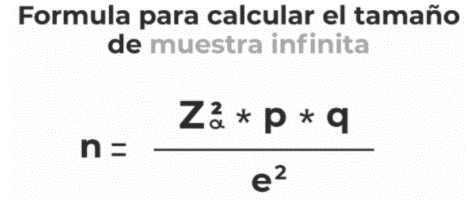 Formula para calcular el tamaño
de muestra infinita
n = Z²α * p * q
e²